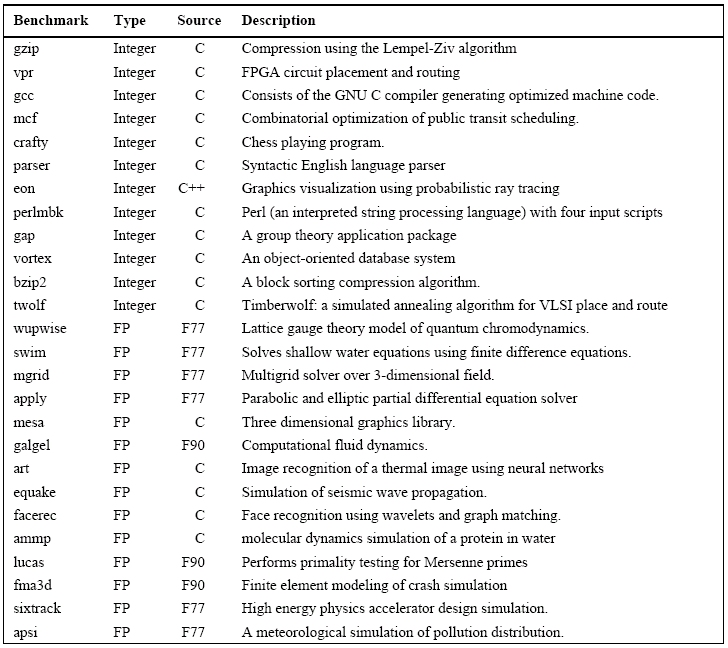 Benchmark Type Source Description
gzip Integer C Compression using the Lempel-Ziv algorithm
vpr Integer C FPGA circuit placement and routing
gcc Integer C Consists of the GNU C compiler generating optimized machine code.
mcf Integer C Combinatorial optimization of public transit scheduling.
crafty Integer C Chess playing program.
parser Integer C Syntactic English language parser
eon Integer C++ Graphics visualization using probabilistic ray tracing
perlmbk Integer C Perl (an interpreted string processing language) with four input scripts
gap Integer C A group theory application package
vortex Integer C An object-oriented database system
bzip2 Integer C A block sorting compression algorithm.
twolf Integer C Timberwolf: a simulated annealing algorithm for VLSI place and route
wupwise FP F77 Lattice gauge theory model of quantum chromodynamics.
swim FP F77 Solves shallow water equations using finite difference equations.
mgrid FP F77 Multigrid solver over 3-dimensional field.
apply FP F77 Parabolic and elliptic partial differential equation solver
mesa FP C Three dimensional graphics library.
galgel FP F90 Computational fluid dynamics.
art FP C Image recognition of a thermal image using neural networks
equake FP C Simulation of seismic wave propagation.
facerec FP C Face recognition using wavelets and graph matching.
ammp FP C molecular dynamics simulation of a protein in water
lucas FP F90 Performs primality testing for Mersenne primes
fma3d FP F90 Finite element modeling of crash simulation
sixtrack FP F77 High energy physics accelerator design simulation.
apsi FP F77 A meteorological simulation of pollution distribution.